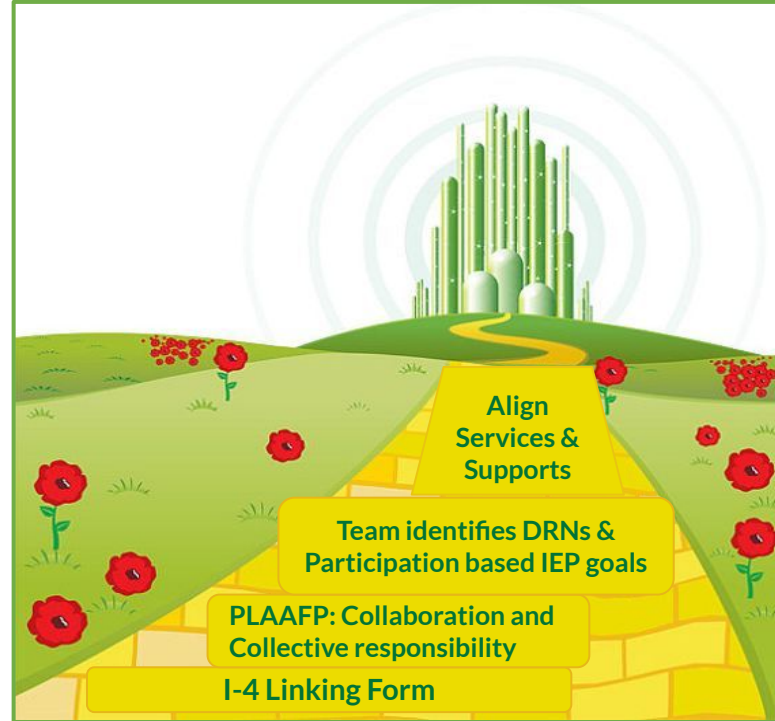 Align
Services &
Supports
Team identifies DRNs &
Participation based IEP goals
PLAAFP: Collaboration and
Collective responsibility
I-4 Linking Form